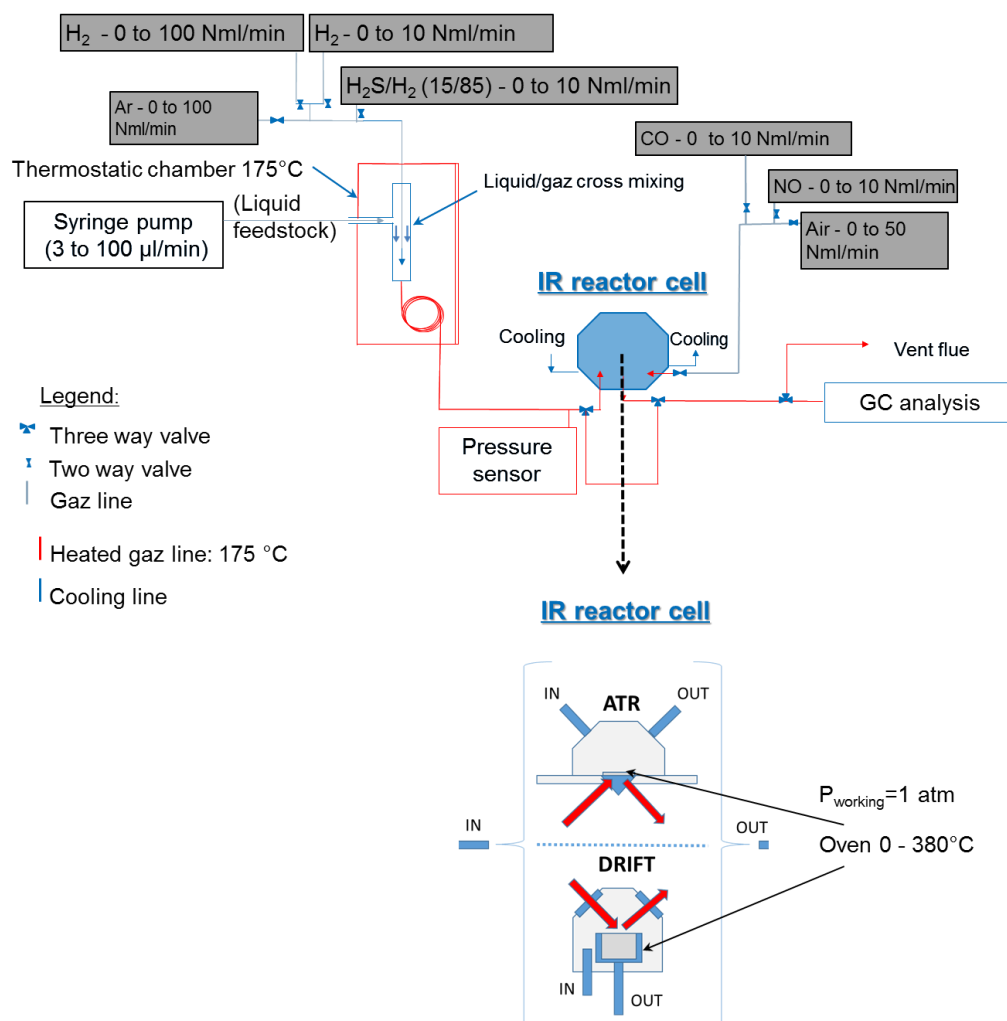 H₂ - 0 to 100 Nml/min
H₂ - 0 to 10 Nml/min
H₂S/H₂ (15/85) - 0 to 10 Nml/min
Ar - 0 to 100
Nml/min
CO - 0 to 10 Nml/min
NO - 0 to 10 Nml/min
Air - 0 to 50
Nml/min
Thermostatic chamber 175°C
Liquid/gaz cross mixing
Syringe pump
(3 to 100 µl/min)
(Liquid
feedstock)
IR reactor cell
Cooling
Cooling
Vent flue
GC analysis
Pressure
sensor
Legend:
Three way valve
Two way valve
Gaz line
Heated gaz line: 175 °C
Cooling line
IR reactor cell
IN
OUT
ATR
IN
OUT
DRIFT
IN
OUT
P working=1 atm
Oven 0 - 380°C